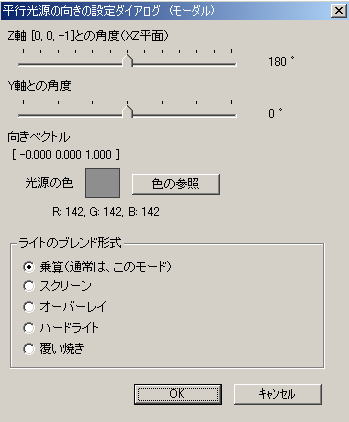 平行光源の向きの設定ダイアログ (モーグル)
Z軸 [0, 0, -1]との角度(XZ平面)
180 °
Y軸との角度
0 °
向きベクトル
[ -0.000 0.000 1.000 ]
光源の色 色の参照
R: 142, G: 142, B: 142
ライトのブレンド形式
乗算(通常は、このモード)
スクリーン
オーバーレイ
ハードライト
覆い焼き
OK キャンセル